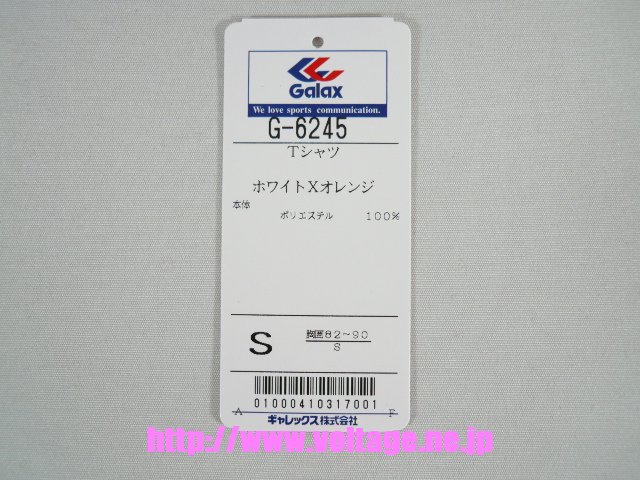 Galax
We love sports communication.
G-6245
Tシャツ
ホワイトXオレンジ
本体
ポリエステル 100%
S 胸囲82~90
S
01000410317001
A ギャレックス株式会社 F
http://www.voltage.ne.jp